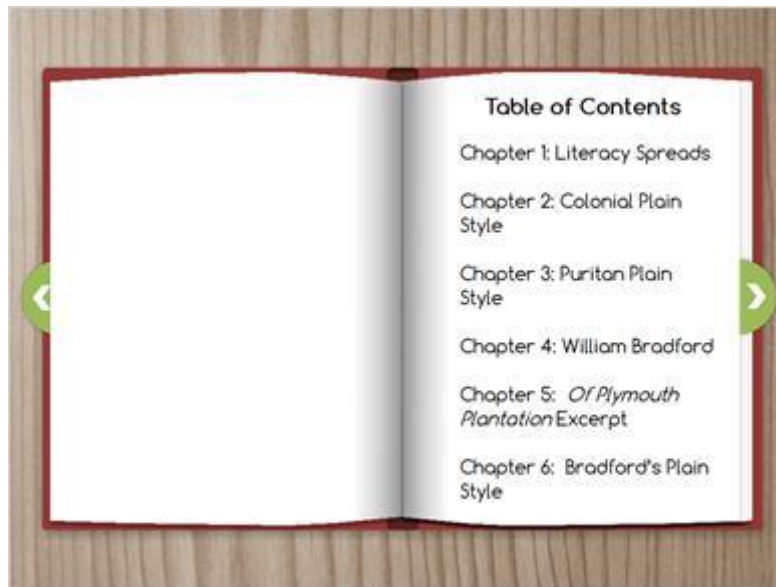 Table of Contents
Chapter 1: Literacy Spreads
Chapter 2: Colonial Plain
Style
Chapter 3: Puritan Plain
Style
Chapter 4: William Bradford
Chapter 5: Of Plymouth
Plantation Excerpt
Chapter 6: Bradford's Plain
Style